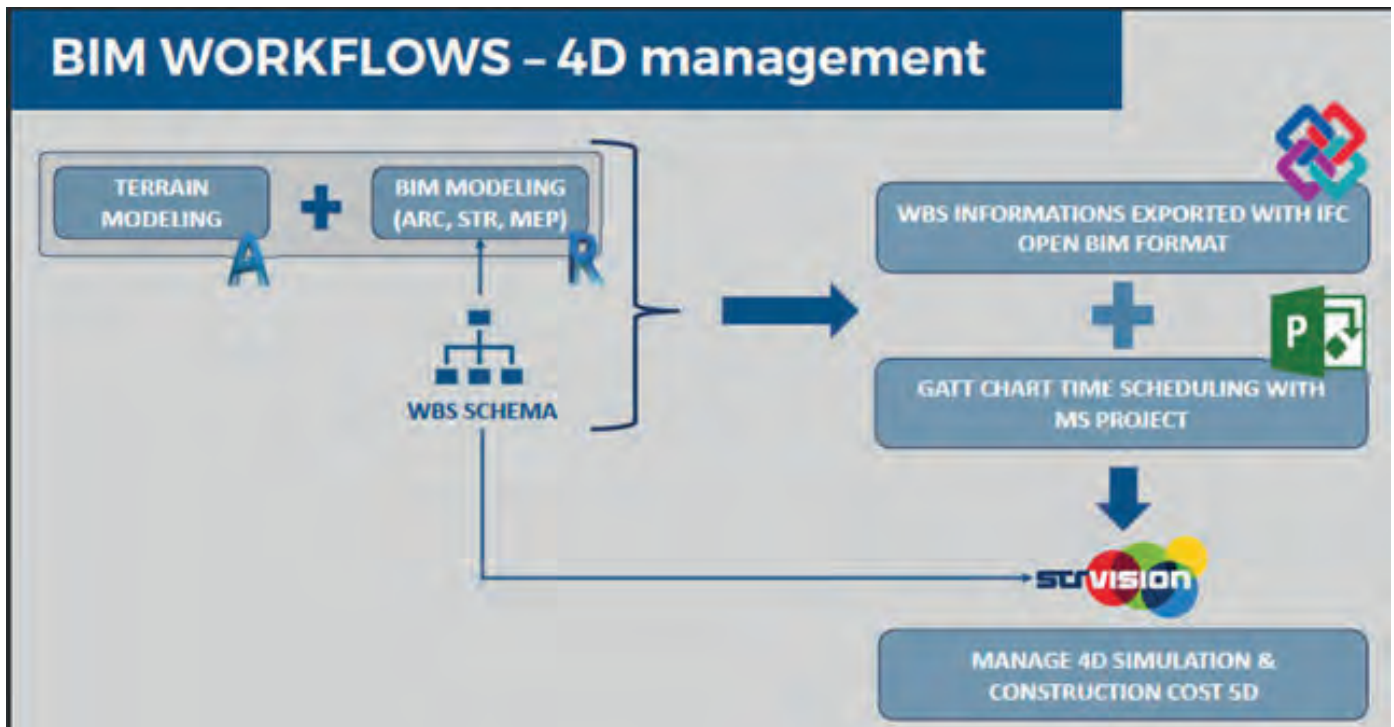 BIM WORKFLOWS – 4D management
TERRAIN
MODELING
A
BIM MODELING
(ARC, STR, MEP)
R
WBS SCHEMA
WBS INFORMATIONS EXPORTED WITH IFC
OPEN BIM FORMAT
P
GATT CHART TIME SCHEDULING WITH
MS PROJECT
STR VISION
MANAGE 4D SIMULATION &
CONSTRUCTION COST 5D